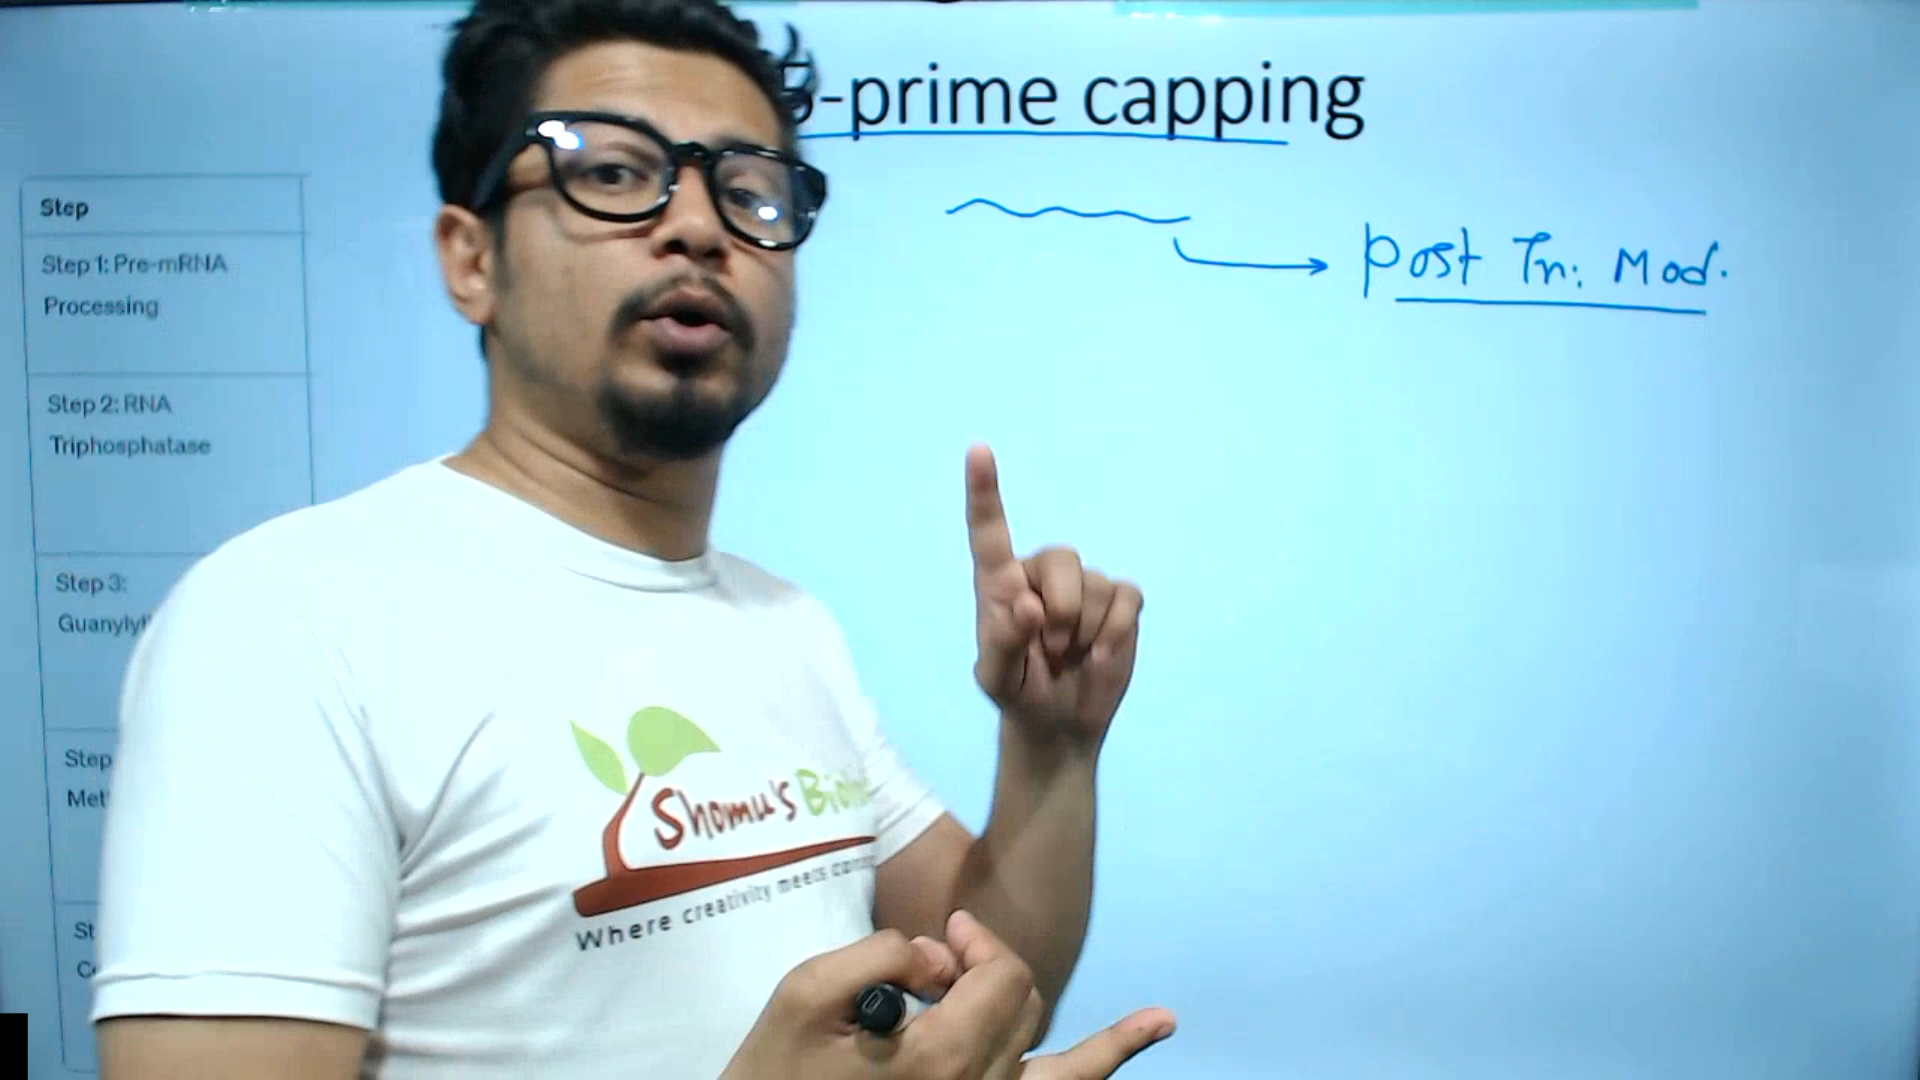 5-prime capping
Post Tr: Mod.
Step
Step 1: Pre-mRNA
Processing
Step 2: RNA
Triphosphatase
Step 3:
Step
Shomu's
Where creativity meets